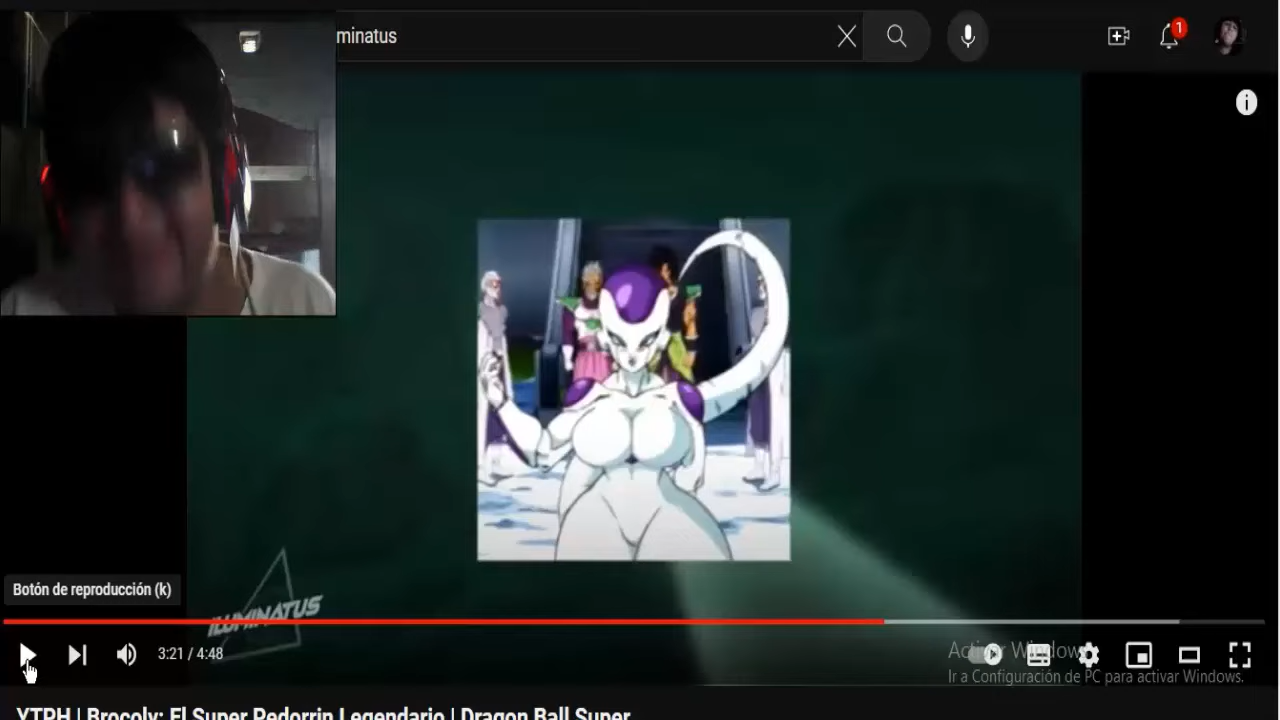 minatus
1
i
Botón de reproducción (k)
ILUMINATUS
3:21 / 4:48
Activar Windows
Ir a Configuración de PC para activar Windows.
YTPH | Brocoly: El Super Pedorrin Legendario | Dragon Ball Super